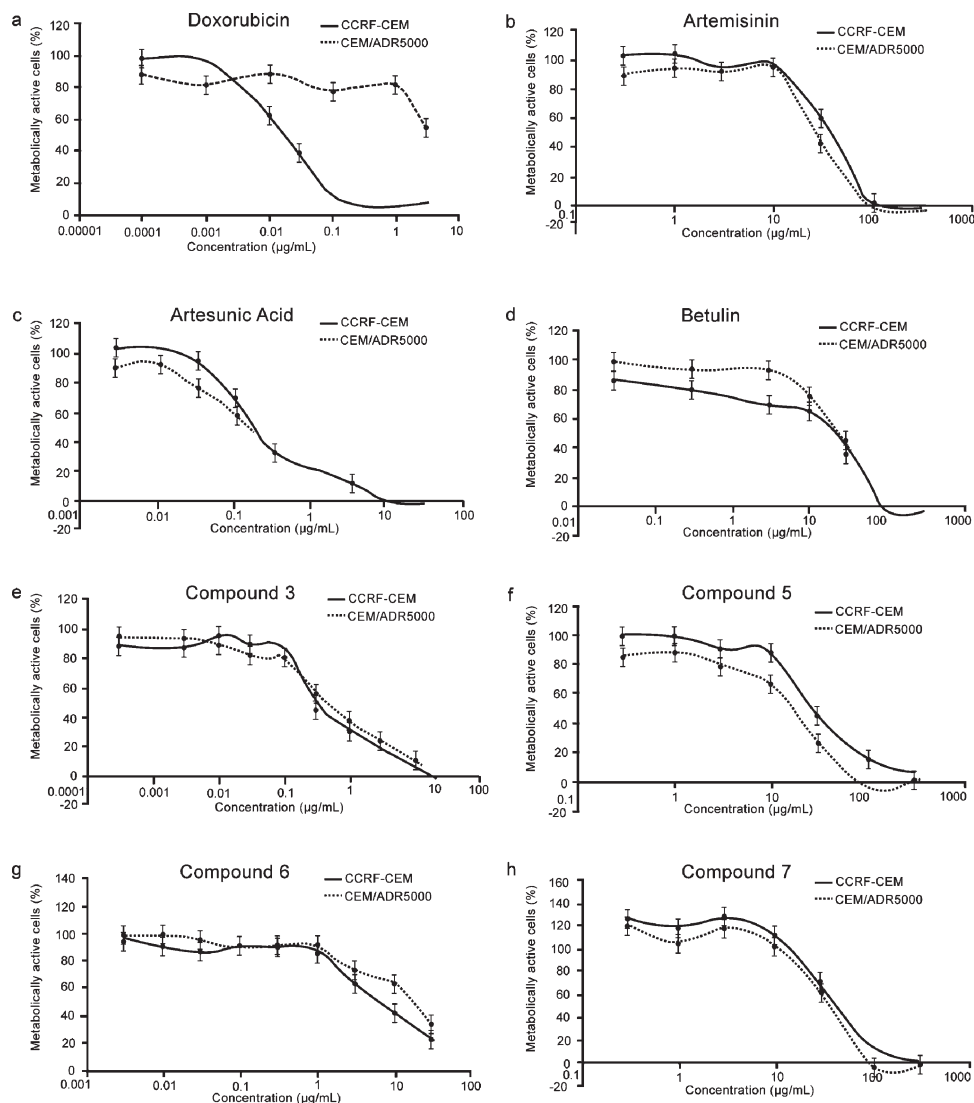 a
Doxorubicin
CCRF-CEM
CEM/ADR5000
Metabolically active cells (%)
120
100
80
60
40
20
0
0.00001 0.0001 0.001 0.01 0.1 1 10
Concentration (µg/mL)
b
Artemisinin
CCRF-CEM
CEM/ADR5000
Metabolically active cells (%)
120
100
80
60
40
20
0
-20
0.1 1 10 100 1000
Concentration (µg/mL)
c
Artesunic Acid
CCRF-CEM
CEM/ADR5000
Metabolically active cells (%)
120
100
80
60
40
20
0
-20
0.001 0.01 0.1 1 10 100
Concentration (µg/mL)
d
Betulin
CCRF-CEM
CEM/ADR5000
Metabolically active cells (%)
120
100
80
60
40
20
0
-20
0.01 0.1 1 10 100 1000
Concentration (µg/mL)
e
Compound 3
CCRF-CEM
CEM/ADR5000
Metabolically active cells (%)
120
100
80
60
40
20
0
-20
0.0001 0.001 0.01 0.1 1 10 100
Concentration (µg/mL)
f
Compound 5
CCRF-CEM
CEM/ADR5000
Metabolically active cells (%)
120
100
80
60
40
20
0
-20
0.1 1 10 100 1000
Concentration (µg/mL)
g
Compound 6
CCRF-CEM
CEM/ADR5000
Metabolically active cells (%)
140
120
100
80
60
40
20
0
0.001 0.01 0.1 1 10 100
Concentration (µg/mL)
h
Compound 7
CCRF-CEM
CEM/ADR5000
Metabolically active cells (%)
160
140
120
100
80
60
40
20
0
-20
0.1 1 10 100 1000
Concentration (µg/mL)